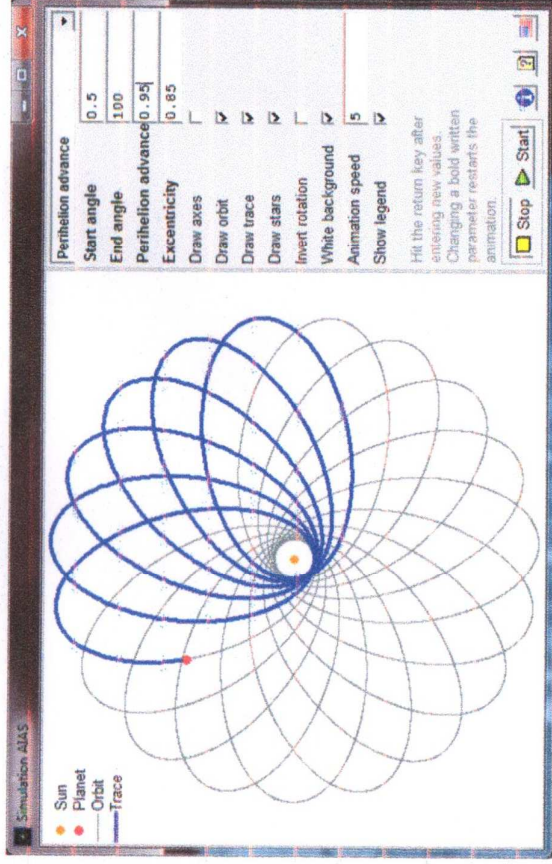 Simulation AIAS
Sun
Planet
Orbit
Trace
Perihelion advance
Start angle 0.5
End angle 100
Perihelion advance 0.95
Excentricity 0.85
Draw axes
Draw orbit
Draw trace
Draw stars
Invert rotation
White background
Animation speed 5
Show legend
Hit the return key after
entering new values.
Changing a bold written
parameter restarts the
animation.
Stop Start